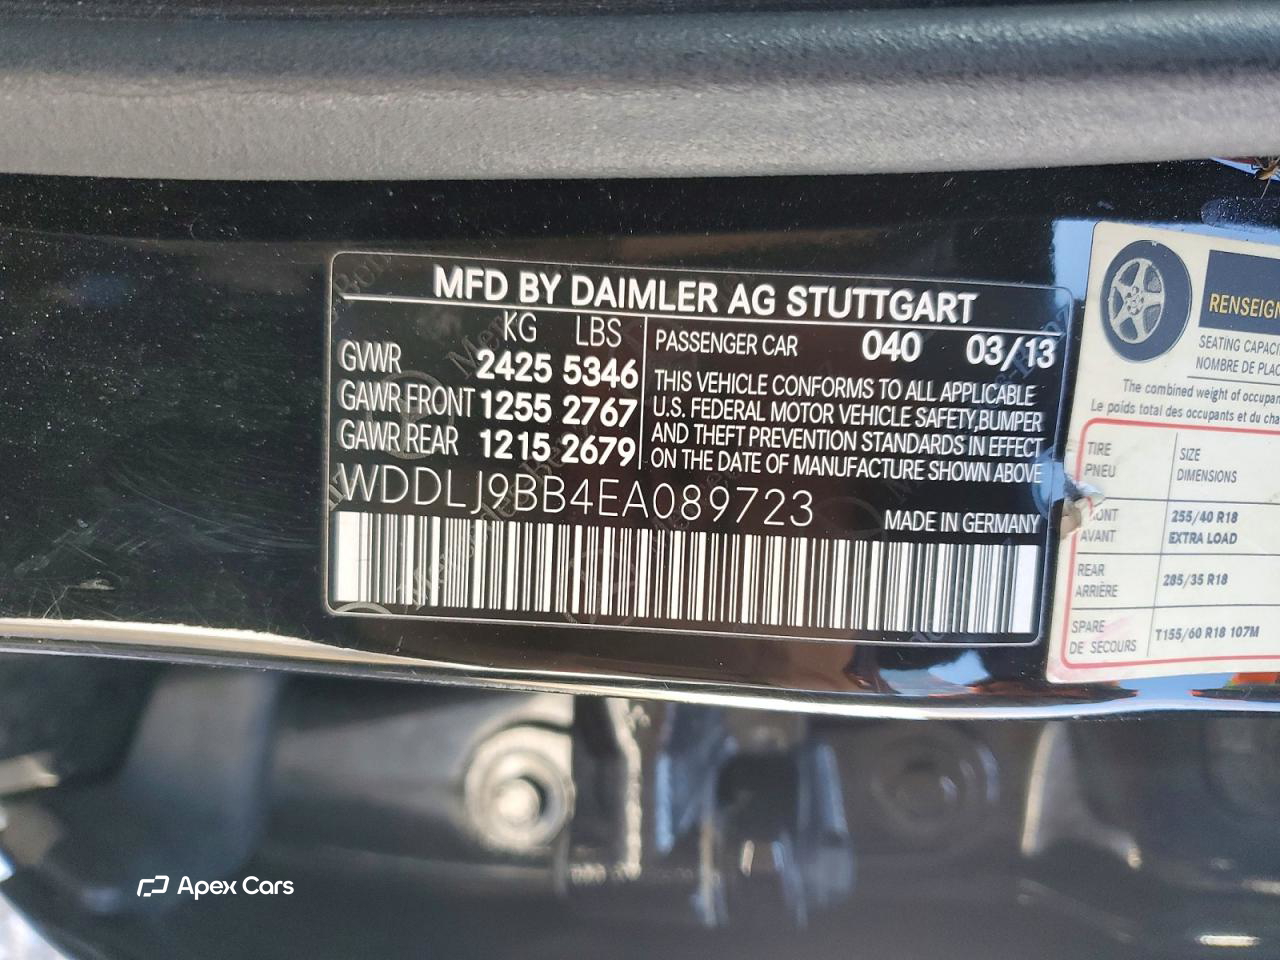 MFD BY DAIMLER AG STUTTGART
KG LBS
GVWR 2425 5346
GAWR FRONT 1255 2767
GAWR REAR 1215 2679
PASSENGER CAR 040 03/13
THIS VEHICLE CONFORMS TO ALL APPLICABLE
U.S. FEDERAL MOTOR VEHICLE SAFETY, BUMPER
AND THEFT PREVENTION STANDARDS IN EFFECT
ON THE DATE OF MANUFACTURE SHOWN ABOVE
WDDLJ9BB4EA089723
MADE IN GERMANY
RENSEIGN
SEATING CAPACI
NOMBRE DE PLAC
The combined weight of occupan
Le poids total des occupants et du cha
TIRE SIZE
PNEU DIMENSIONS
RONT 255/40 R18
AVANT EXTRA LOAD
REAR 285/35 R18
ARRIÈRE
SPARE T155/60 R18 107M
DE SECOURS
Apex Cars